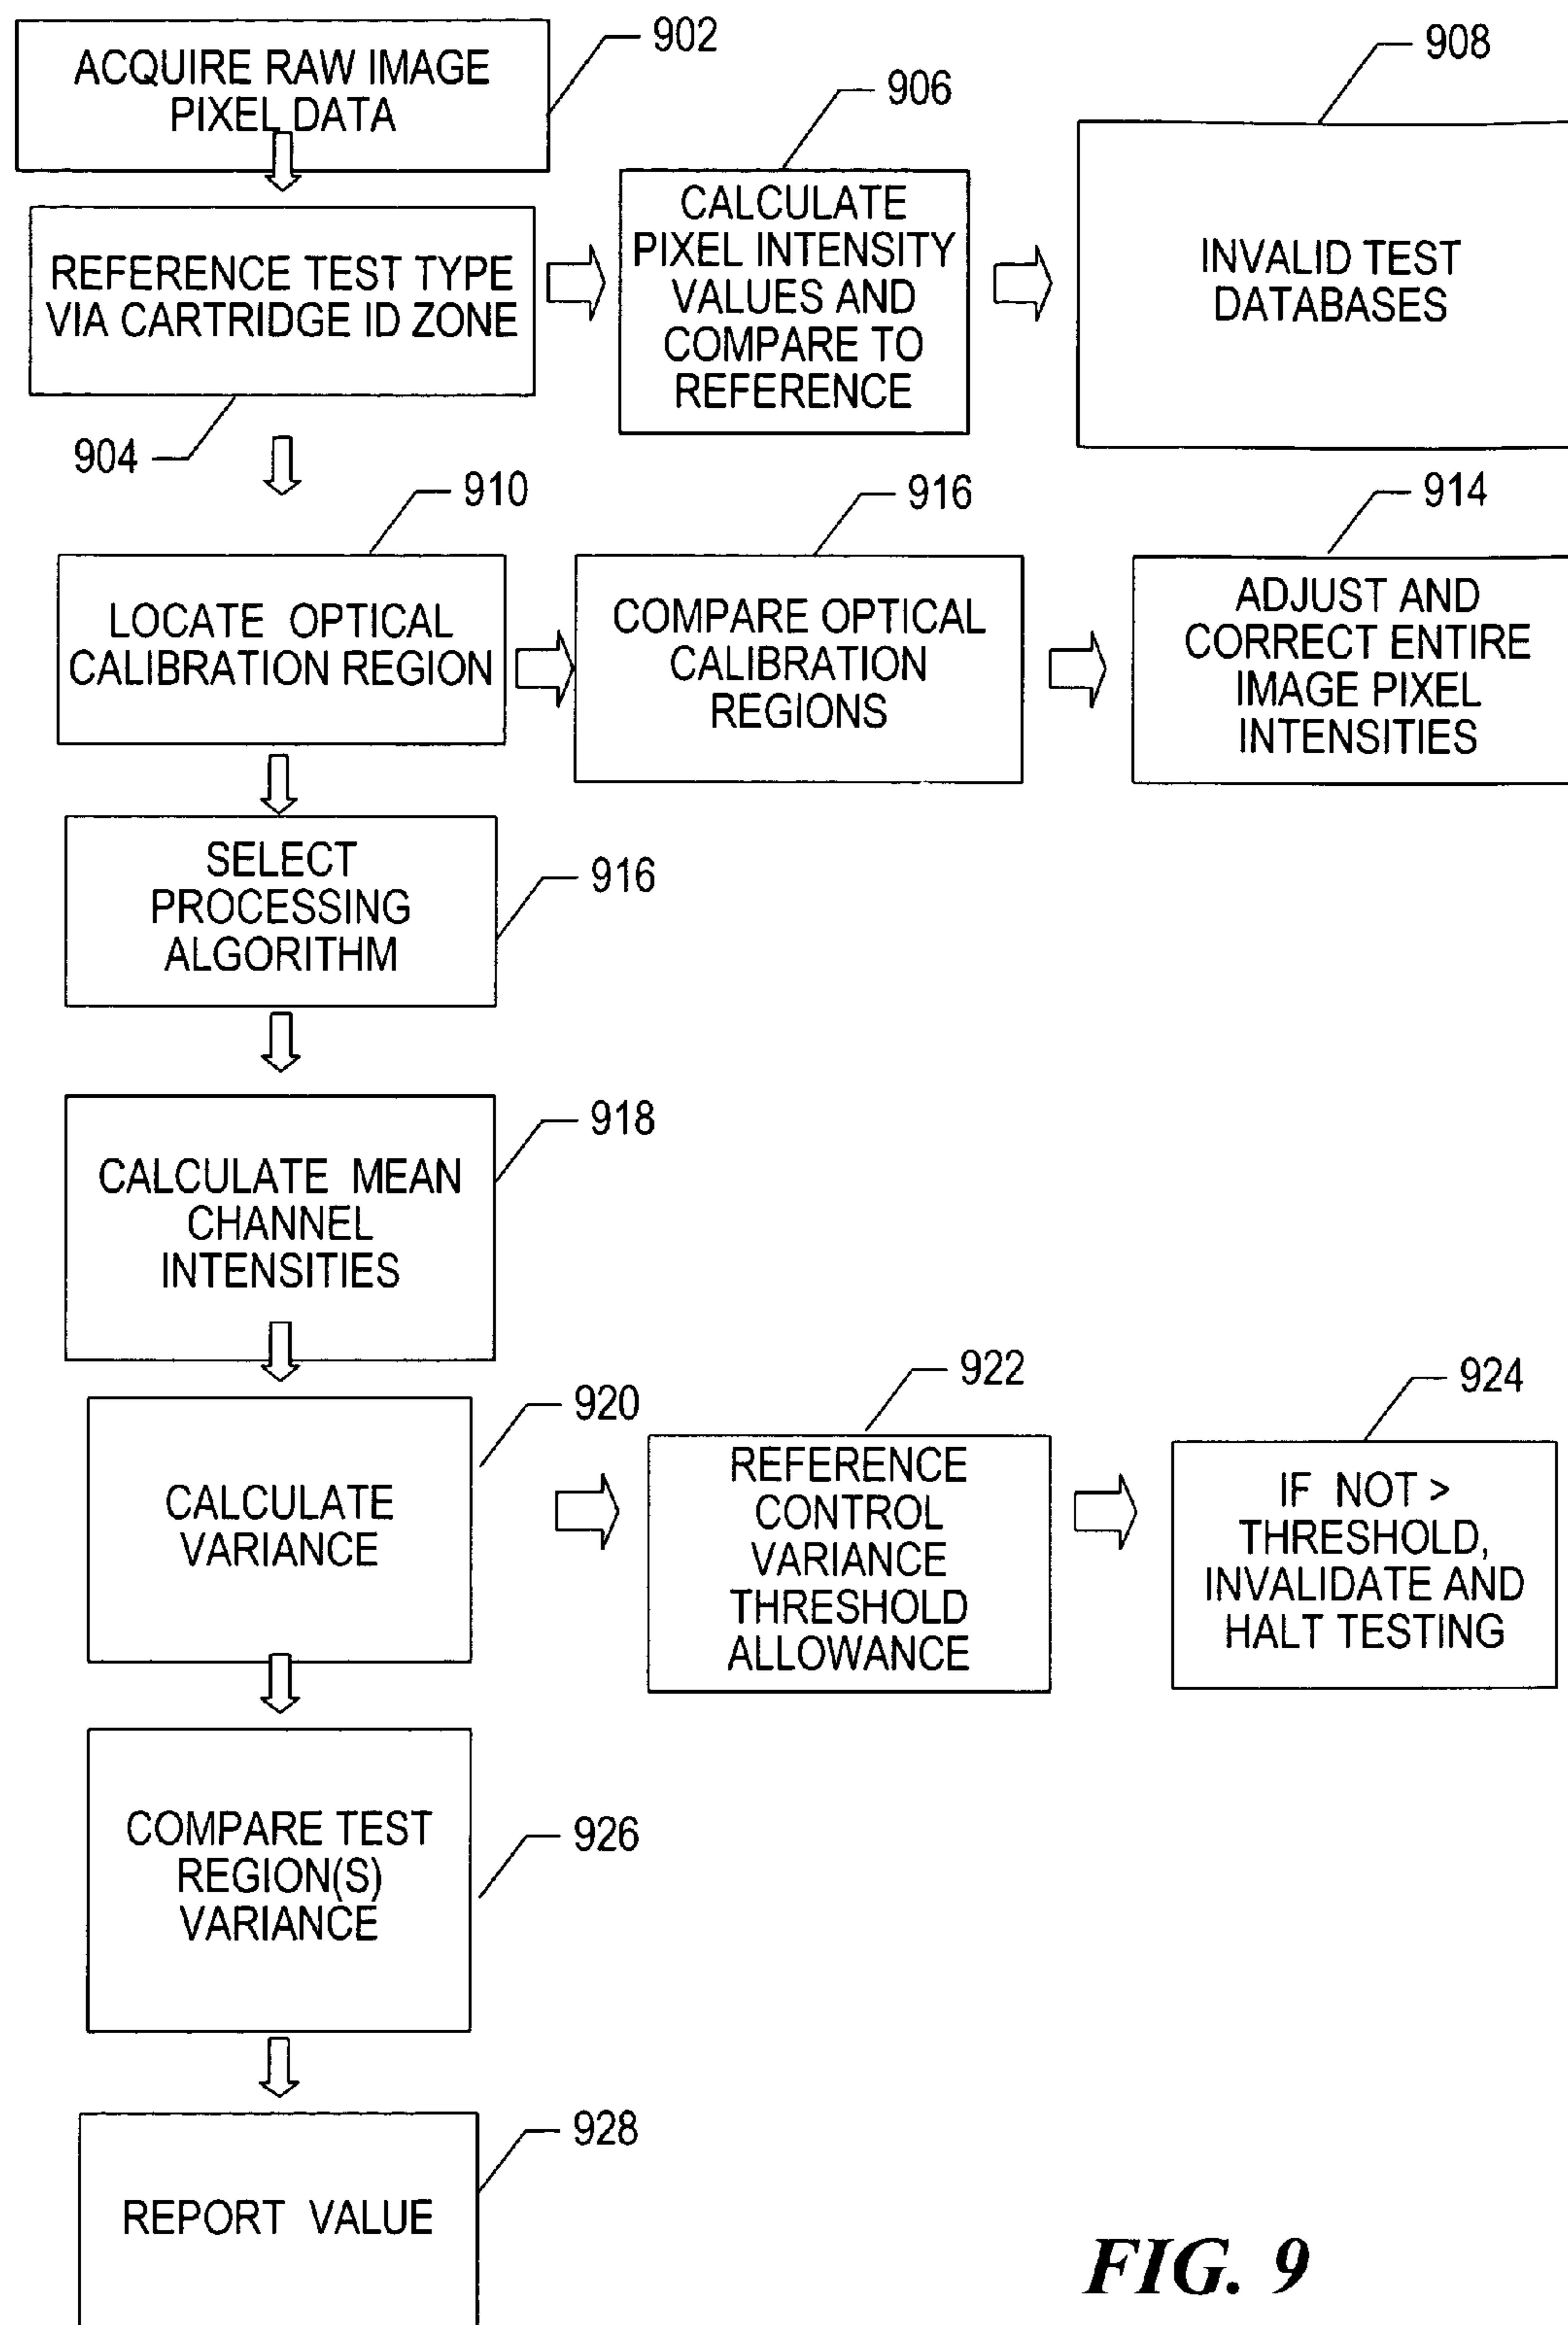 902
ACQUIRE RAW IMAGE
PIXEL DATA
908
906
CALCULATE
PIXEL INTENSITY
VALUES AND
COMPARE TO
REFERENCE
INVALID TEST
DATABASES
REFERENCE TEST TYPE
VIA CARTRIDGE ID ZONE
904
910
916
914
LOCATE OPTICAL
CALIBRATION REGION
COMPARE OPTICAL
CALIBRATION
REGIONS
ADJUST AND
CORRECT ENTIRE
IMAGE PIXEL
INTENSITIES
SELECT
PROCESSING
ALGORITHM
916
918
CALCULATE MEAN
CHANNEL
INTENSITIES
920
922
924
CALCULATE
VARIANCE
REFERENCE
CONTROL
VARIANCE
THRESHOLD
ALLOWANCE
IF NOT >
THRESHOLD,
INVALIDATE AND
HALT TESTING
COMPARE TEST
REGION(S)
VARIANCE
926
928
REPORT VALUE
FIG. 9